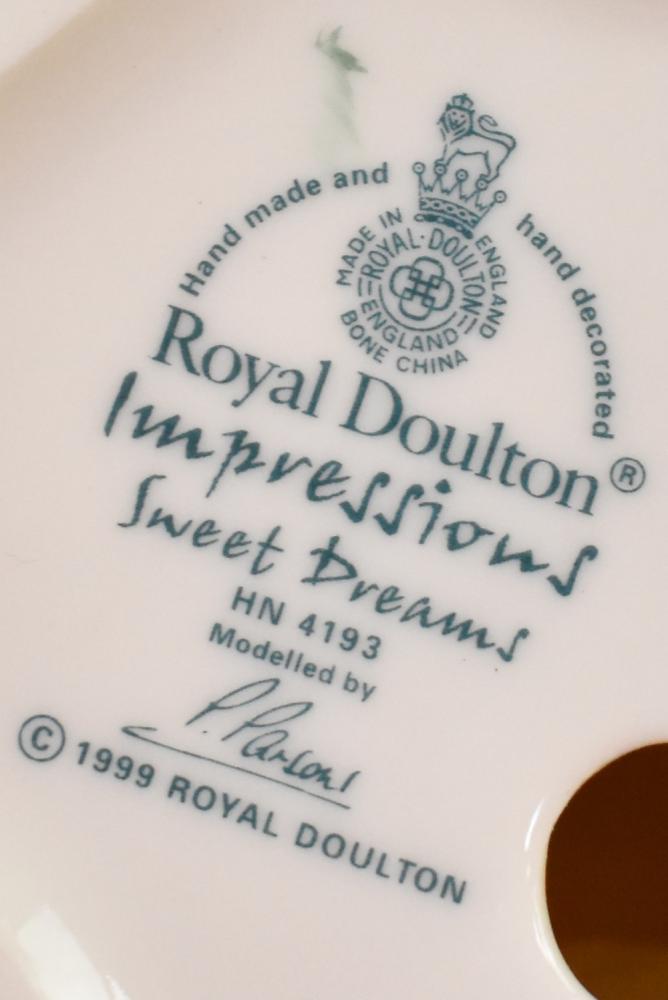 Hand made and hand decorated
MADE IN ENGLAND
ROYAL·DOULTON
ENGLAND
BONE CHINA
Royal Doulton®
Impressions
Sweet Dreams
HN 4193
Modelled by
P. Parsons
© 1999 ROYAL DOULTON